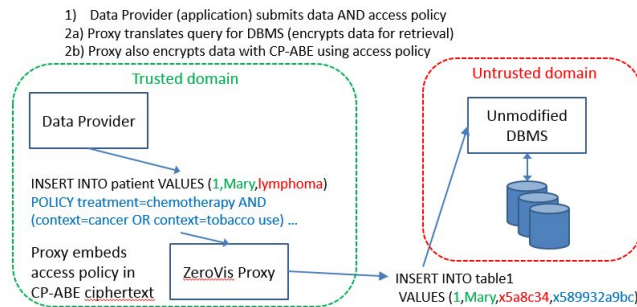 1) Data Provider (application) submits data AND access policy
2a) Proxy translates query for DBMS (encrypts data for retrieval)
2b) Proxy also encrypts data with CP-ABE using access policy
Trusted domain
Untrusted domain
Data Provider
Unmodified
DBMS
INSERT INTO patient VALUES (1,Mary,lymphoma)
POLICY treatment=chemotherapy AND
(context=cancer OR context=tobacco use) ...
Proxy embeds
access policy in
CP-ABE ciphertext
ZeroVis Proxy
INSERT INTO table1
VALUES (1,Mary,x5a8c34,x589932a9bc)